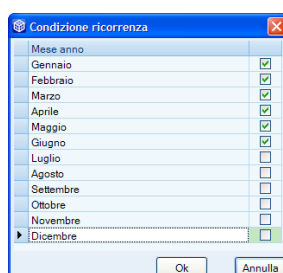 Condizione ricorrenza
Mese anno
Gennaio
Febbraio
Marzo
Aprile
Maggio
Giugno
Luglio
Agosto
Settembre
Ottobre
Novembre
Dicembre
Ok Annulla